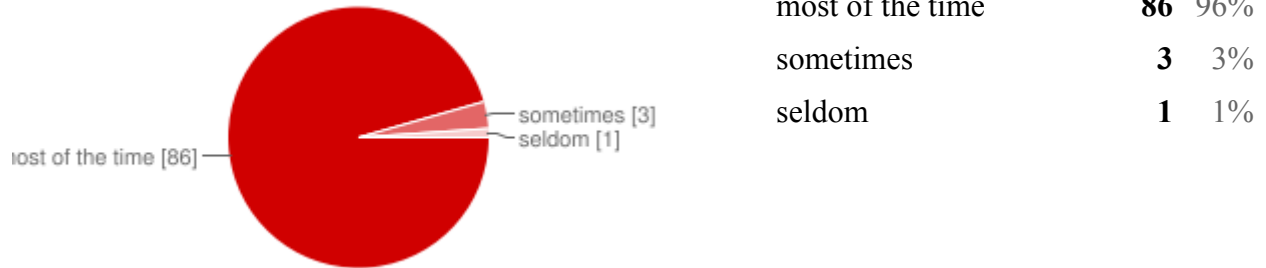 most of the time 86 96%
sometimes 3 3%
seldom 1 1%
sometimes [3]
seldom [1]
ost of the time [86]